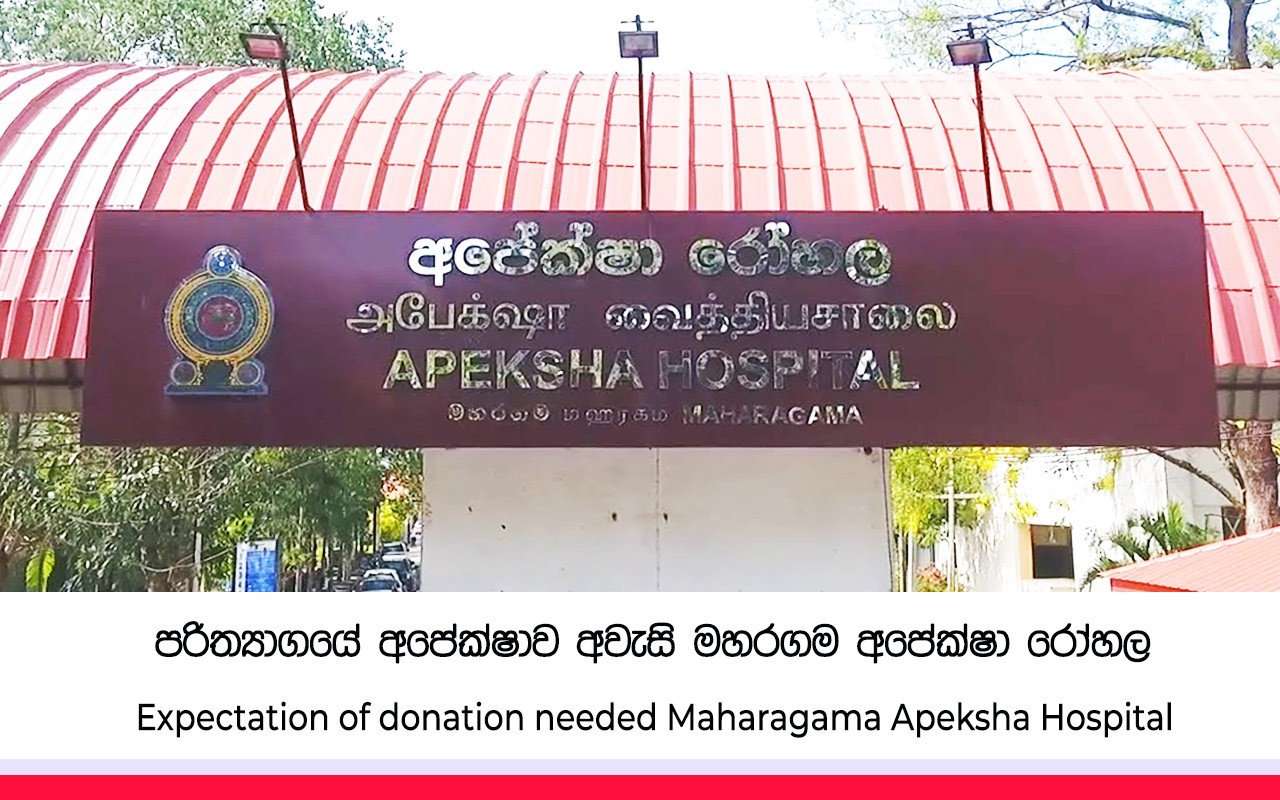 අපේක්ෂා රෝහල
அபேக்ஷா வைத்தியசாலை
APEKSHA HOSPITAL
මහරගම மஹரகம MAHARAGAMA
පරිත්‍යාගයේ අපේක්ෂාව අවැසි මහරගම අපේක්ෂා රෝහල
Expectation of donation needed Maharagama Apeksha Hospital